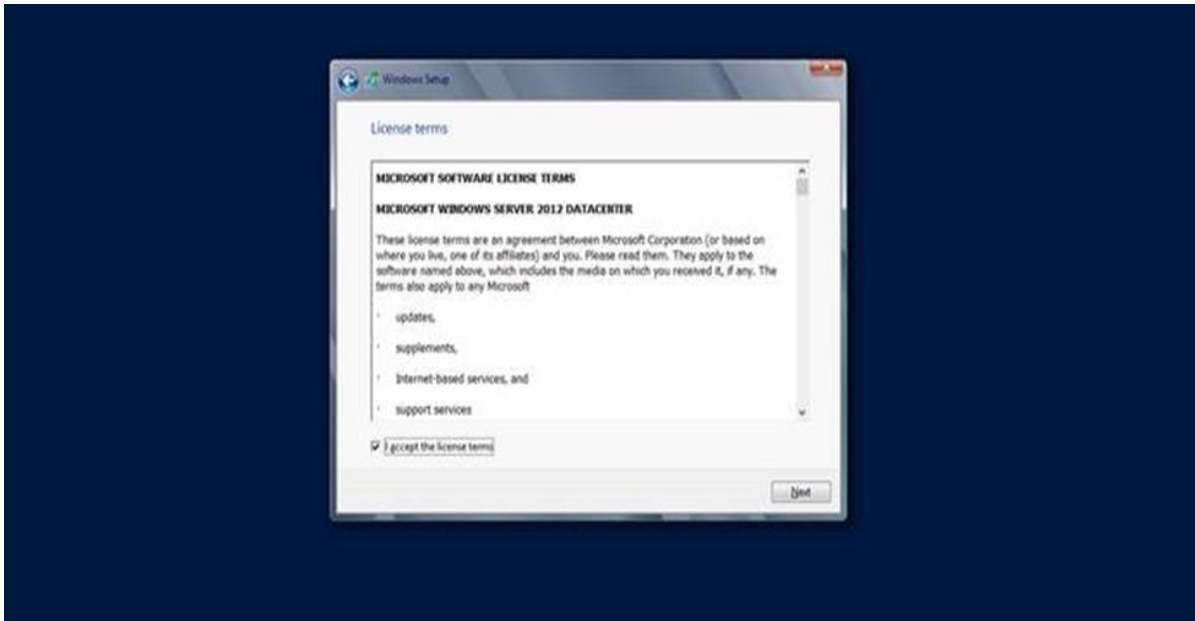 Windows Setup
License terms
MICROSOFT SOFTWARE LICENSE TERMS
MICROSOFT WINDOWS SERVER 2012 DATACENTER
These license terms are an agreement between Microsoft Corporation (or based on
where you live, one of its affiliates) and you. Please read them. They apply to the
software named above, which includes the media on which you received it, if any. The
terms also apply to any Microsoft
· updates,
· supplements,
· Internet-based services, and
· support services
I accept the license terms
Next